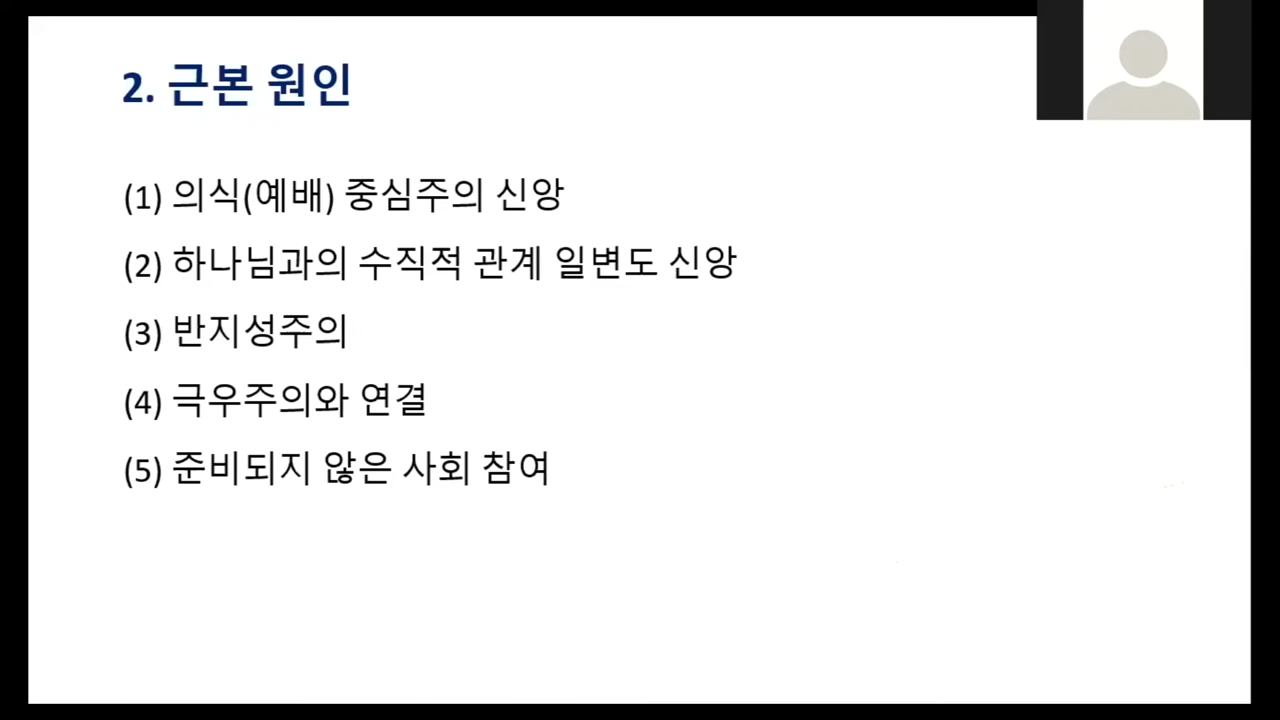 2. 근본 원인
(1) 의식(예배) 중심주의 신앙
(2) 하나님과의 수직적 관계 일변도 신앙
(3) 반지성주의
(4) 극우주의와 연결
(5) 준비되지 않은 사회 참여